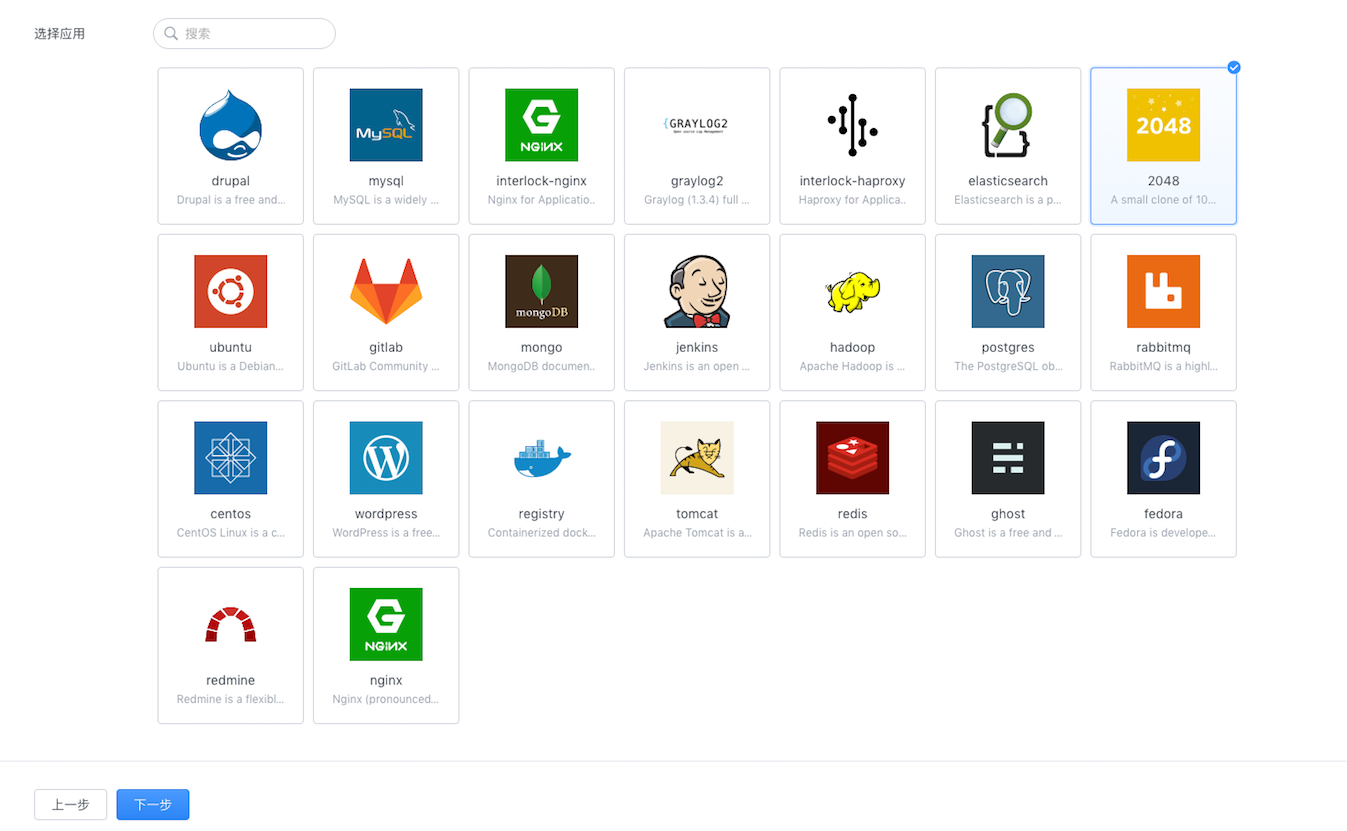 选择应用
搜索
MySQL
NGINX
{GRAYLOG2
Open source Log Management
2048
drupal
mysql
interlock-nginx
graylog2
interlock-haproxy
elasticsearch
2048
Drupal is a free and...
MySQL is a widely ...
Nginx for Applicatio..
Graylog (1.3.4) full ...
Haproxy for Applica..
Elasticsearch is a p...
A small clone of 10...
mongoDB
ubuntu
gitlab
mongo
jenkins
hadoop
postgres
rabbitmq
Ubuntu is a Debian...
GitLab Community ...
MongoDB documen..
Jenkins is an open ...
Apache Hadoop is ...
The PostgreSQL ob...
RabbitMQ is a highl...
centos
wordpress
registry
tomcat
redis
ghost
fedora
CentOS Linux is a c...
WordPress is a free...
Containerized dock...
Apache Tomcat is a...
Redis is an open so...
Ghost is a free and ...
Fedora is develope...
NGINX
redmine
nginx
Redmine is a flexibl...
Nginx (pronounced...
上一步
下一步